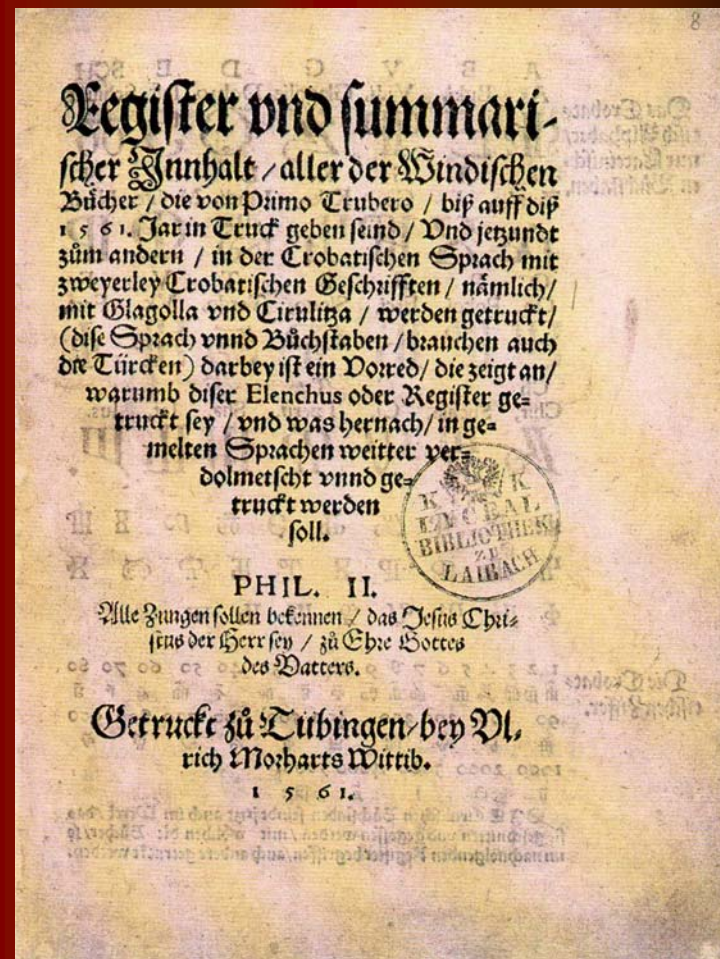 8
Register vnd summari-
scher Innhalt / aller der Windischen
Bücher / die von Primo Trubero / biß auff diß
1561. Jar in Truck geben seind / Vnd jetzundt
zům andern / in der Crobatischen Sprach mit
zweyerley Crobatischen Geschrifften / nämlich /
mit Glagolla vnd Cirulitza / werden getruckt /
(dise Sprach vnnd Bůchstaben / brauchen auch
die Türcken) darbey ist ein Vorred / die zeigt an /
warumb diser Elenchus oder Register ge=
truckt sey / vnd was hernach / in ge=
melten Sprachen weitter ver=
dolmetscht vnnd ge=
truckt werden
soll.
K K
LYCEAL
BIBLIOTHEK
ZU
LAIBACH
PHIL. II.
Alle Zungen sollen bekennen / das Jesus Chri=
stus der Herr sey / zů Ehre Gottes
des Vatters.
Getruckt zů Tübingen / bey Vl=
rich Morharts Wittib.
1561.